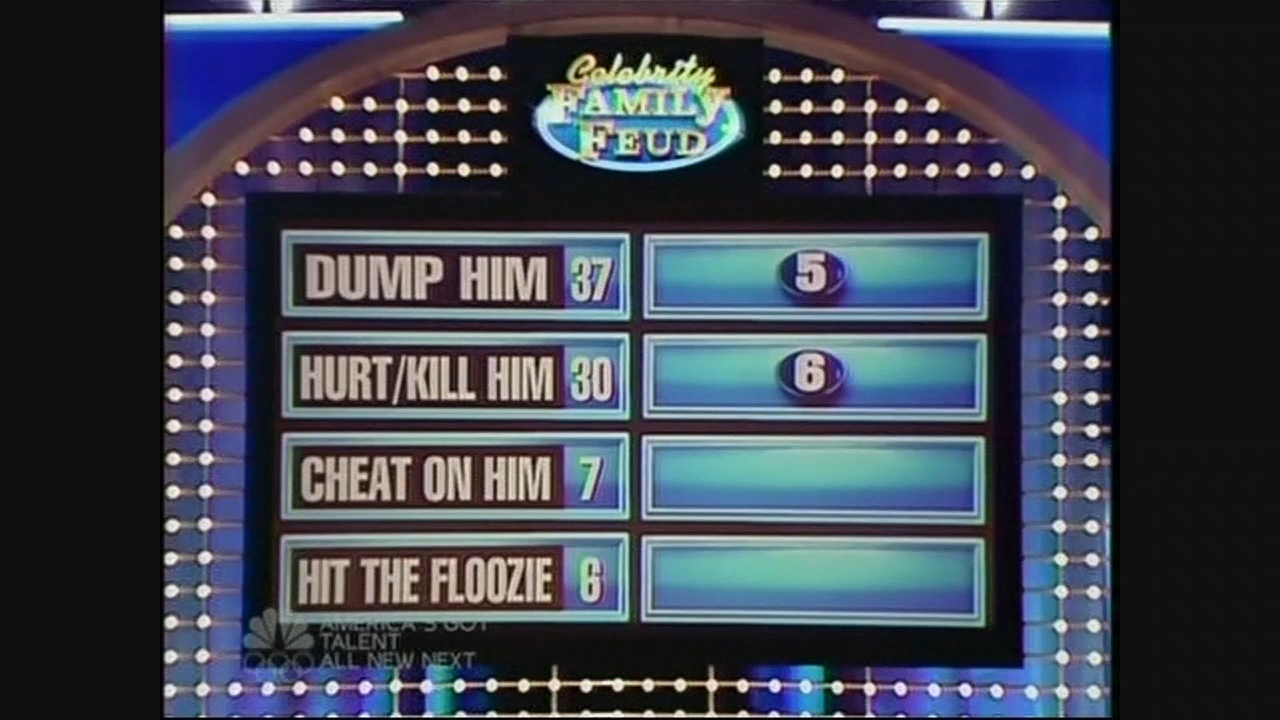 Celebrity
FAMILY
FEUD
DUMP HIM 37
5
HURT/KILL HIM 30
6
CHEAT ON HIM 7
HIT THE FLOOZIE 6
AMERICA'S GOT
TALENT
ALL NEW NEXT